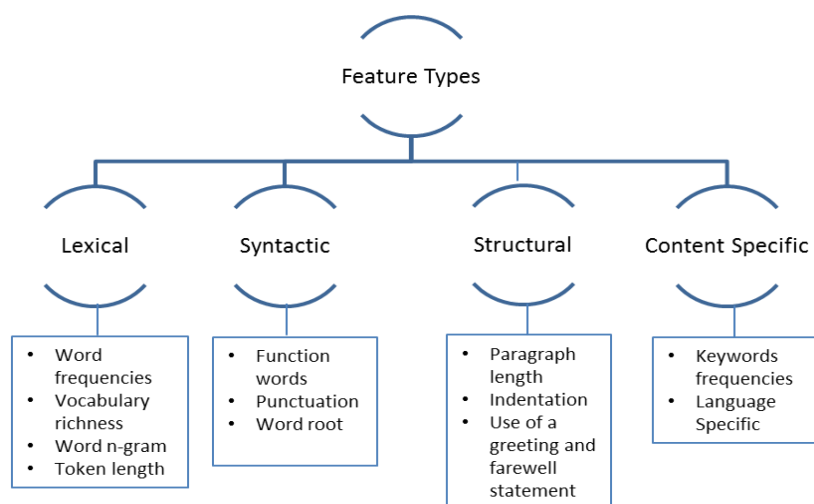 Feature Types
Lexical
Syntactic
Structural
Content Specific
• Word
frequencies
• Vocabulary
richness
• Word n-gram
• Token length
• Function
words
• Punctuation
• Word root
• Paragraph
length
• Indentation
• Use of a
greeting and
farewell
statement
• Keywords
frequencies
• Language
Specific